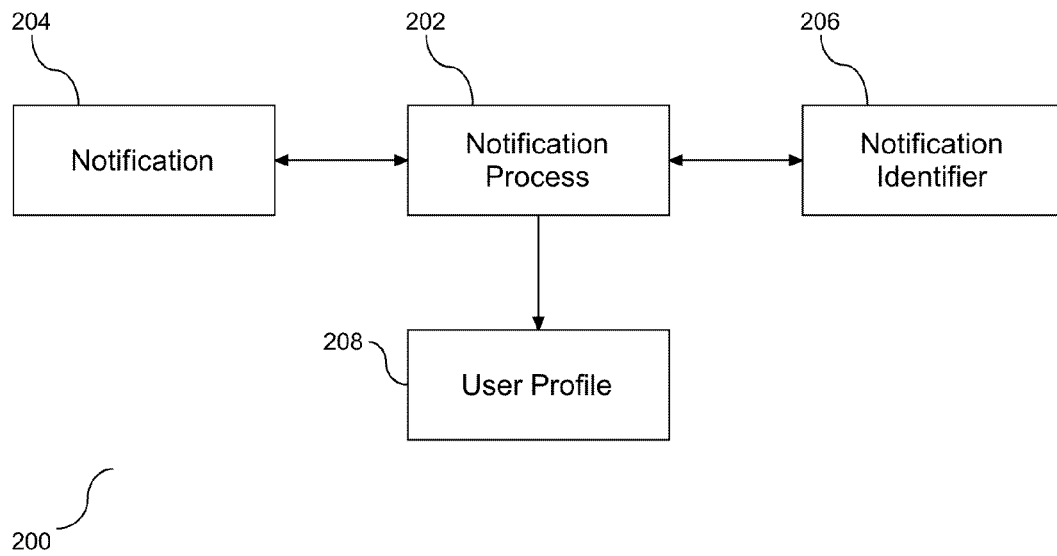 204
202
206
Notification
Notification
Process
Notification
Identifier
208
User Profile
200